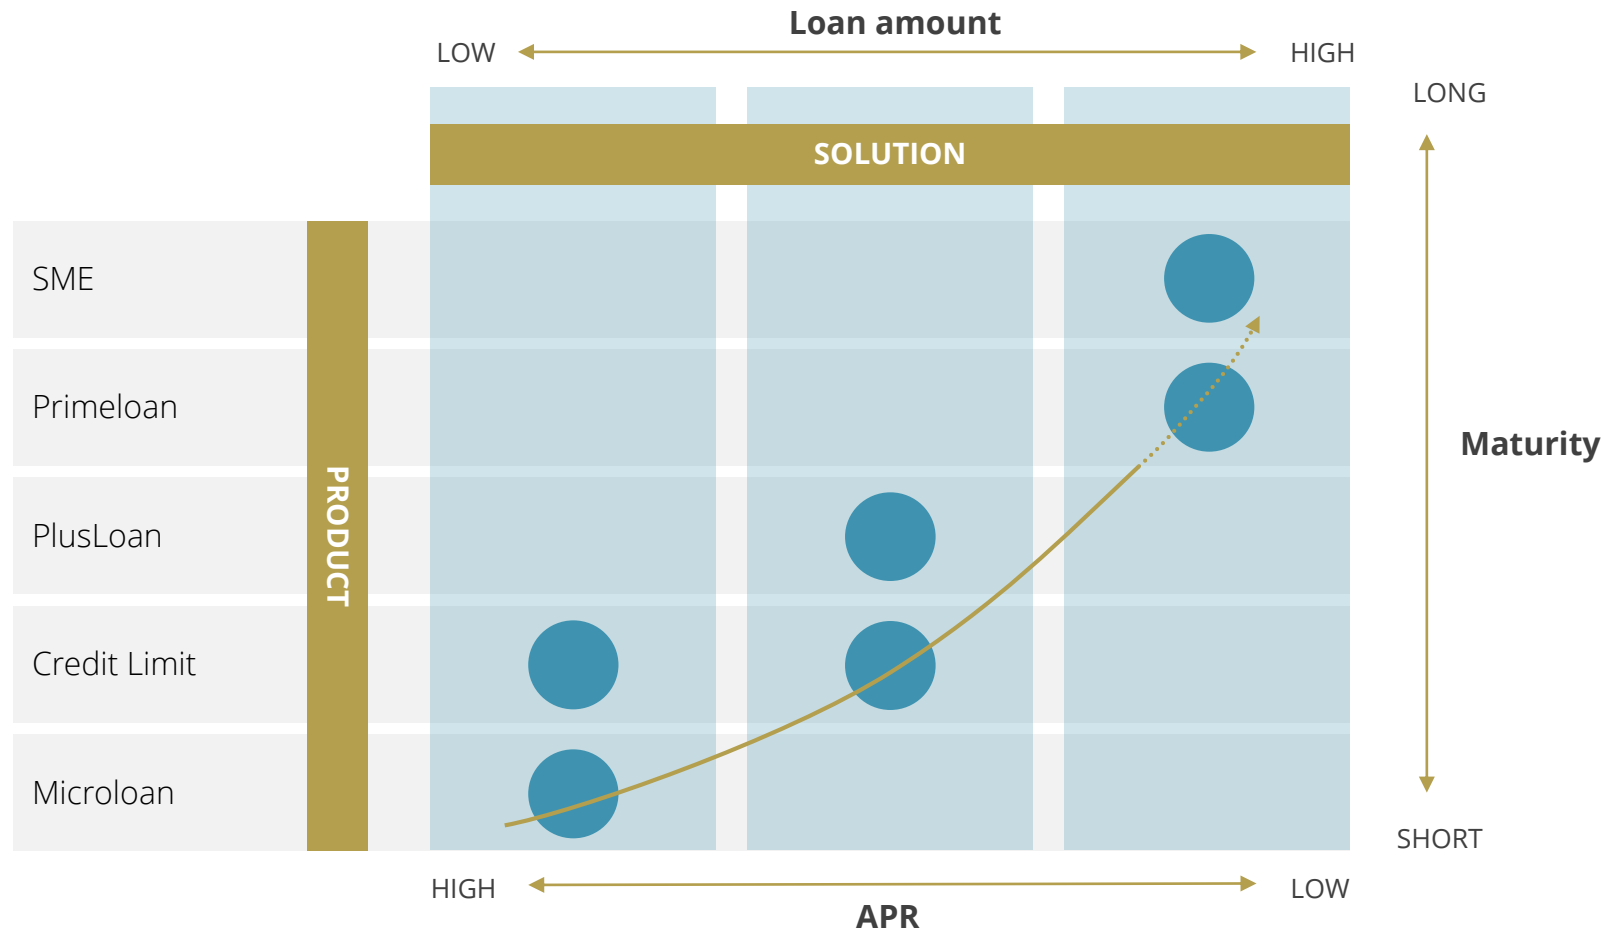 Loan amount
LOW
HIGH
LONG
SOLUTION
SME
Primeloan
Maturity
PRODUCT
PlusLoan
Credit Limit
Microloan
SHORT
HIGH
LOW
APR